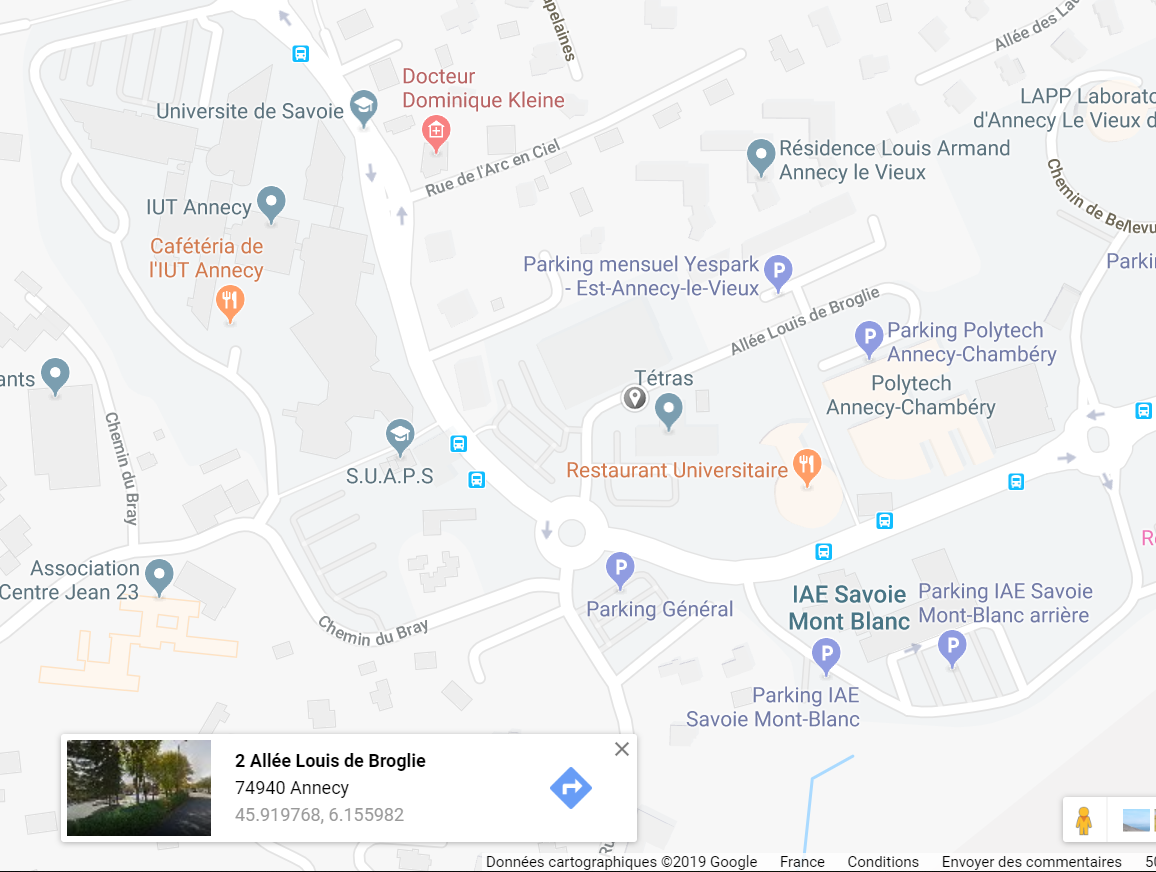 Docteur
Dominique Kleine
Allée des
LAPP
d'Annecy Le Vieux
Universite de Savoie
Rue de l'Arc en Ciel
Résidence Louis Armand
Annecy le Vieux
Chemin de
IUT Annecy
Cafétéria de
l'IUT Annecy
Parking mensuel Yespark
- Est-Annecy-le-Vieux
Allée Louis de Broglie
Parking Polytech
Annecy-Chambéry
Tétras
Polytech
Annecy-Chambéry
Chemin du Bray
S.U.A.P.S
Restaurant Universitaire
Association
Centre Jean 23
Parking Général
IAE Savoie
Mont Blanc
Parking IAE Savoie
Mont-Blanc arrière
Chemin du Bray
Parking IAE
Savoie Mont-Blanc
2 Allée Louis de Broglie
74940 Annecy
45.919768, 6.155982
Données cartographiques ©2019 Google France Conditions Envoyer des commentaires